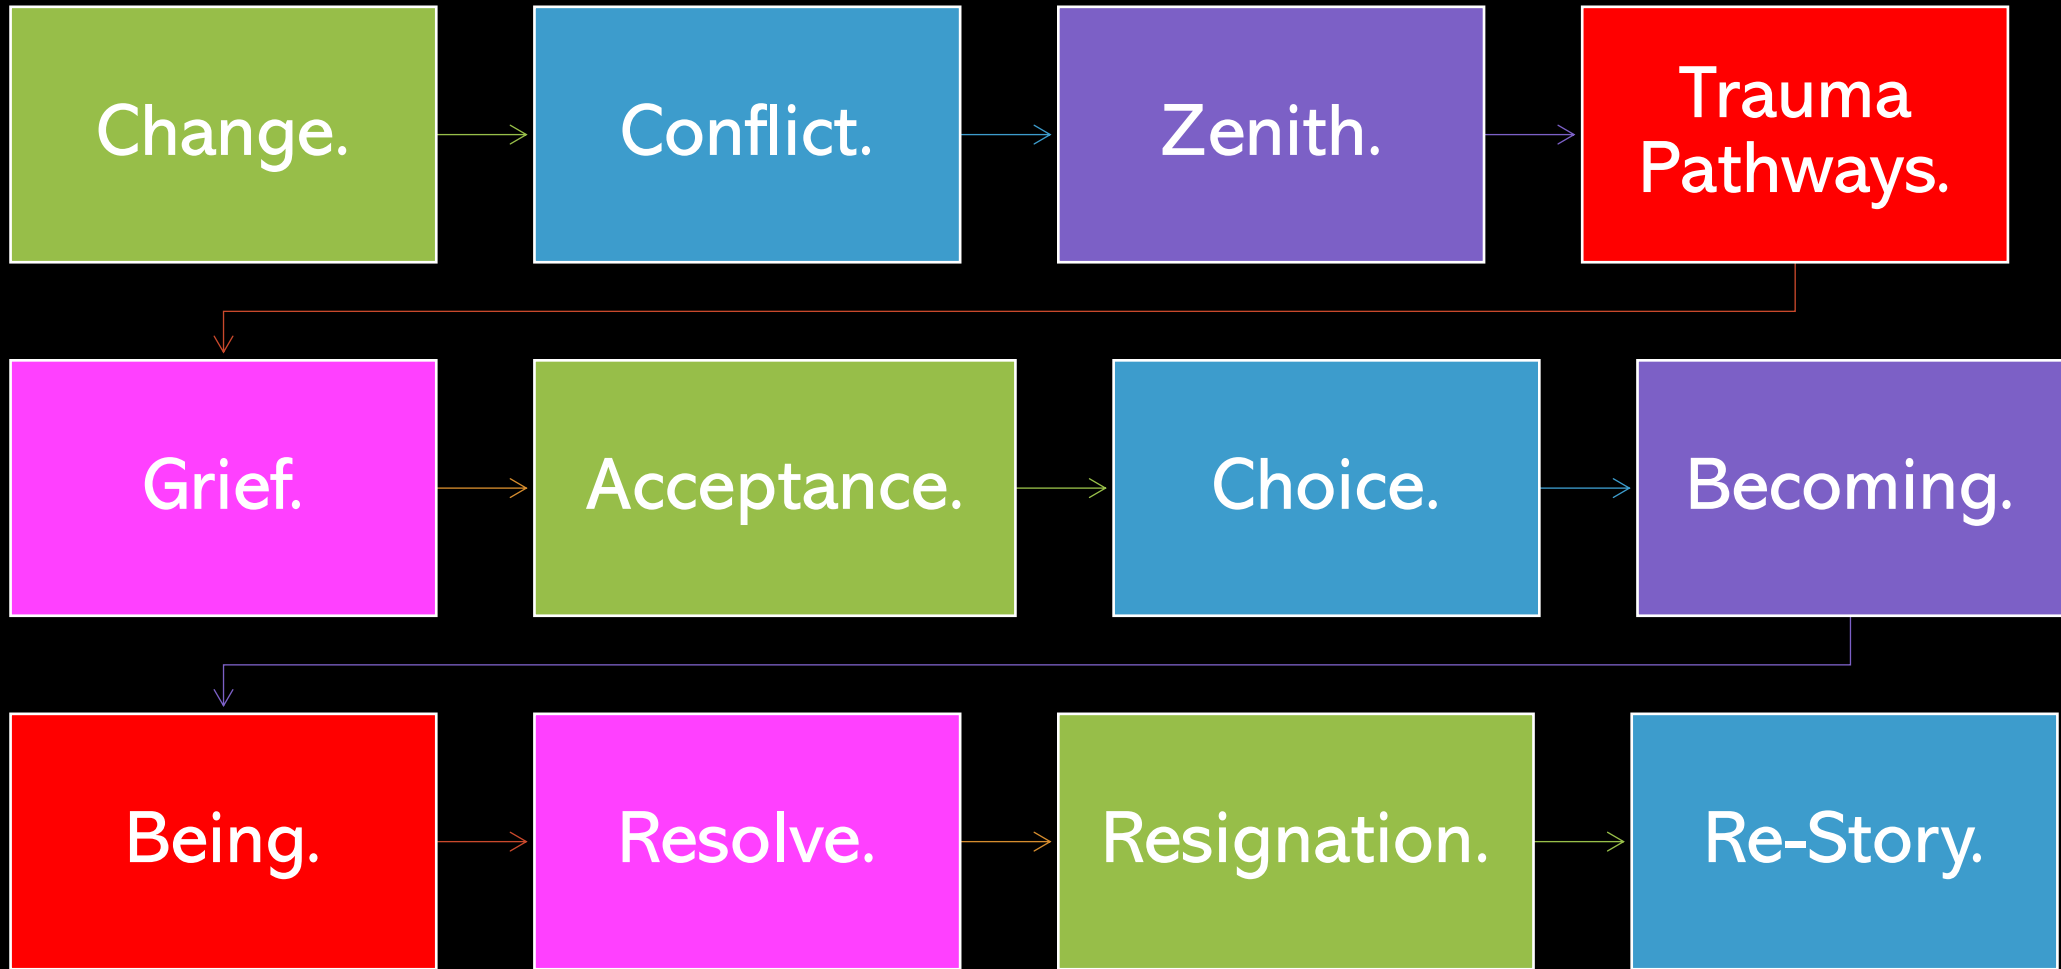 Change.
Conflict.
Zenith.
Trauma
Pathways.
Grief.
Acceptance.
Choice.
Becoming.
Being.
Resolve.
Resignation.
Re-Story.